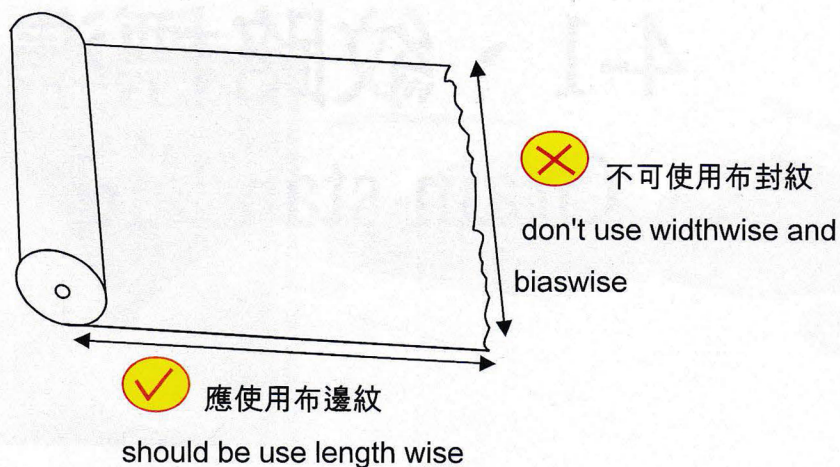 不可使用布封紋
don't use widthwise and
biaswise
應使用布邊紋
should be use length wise